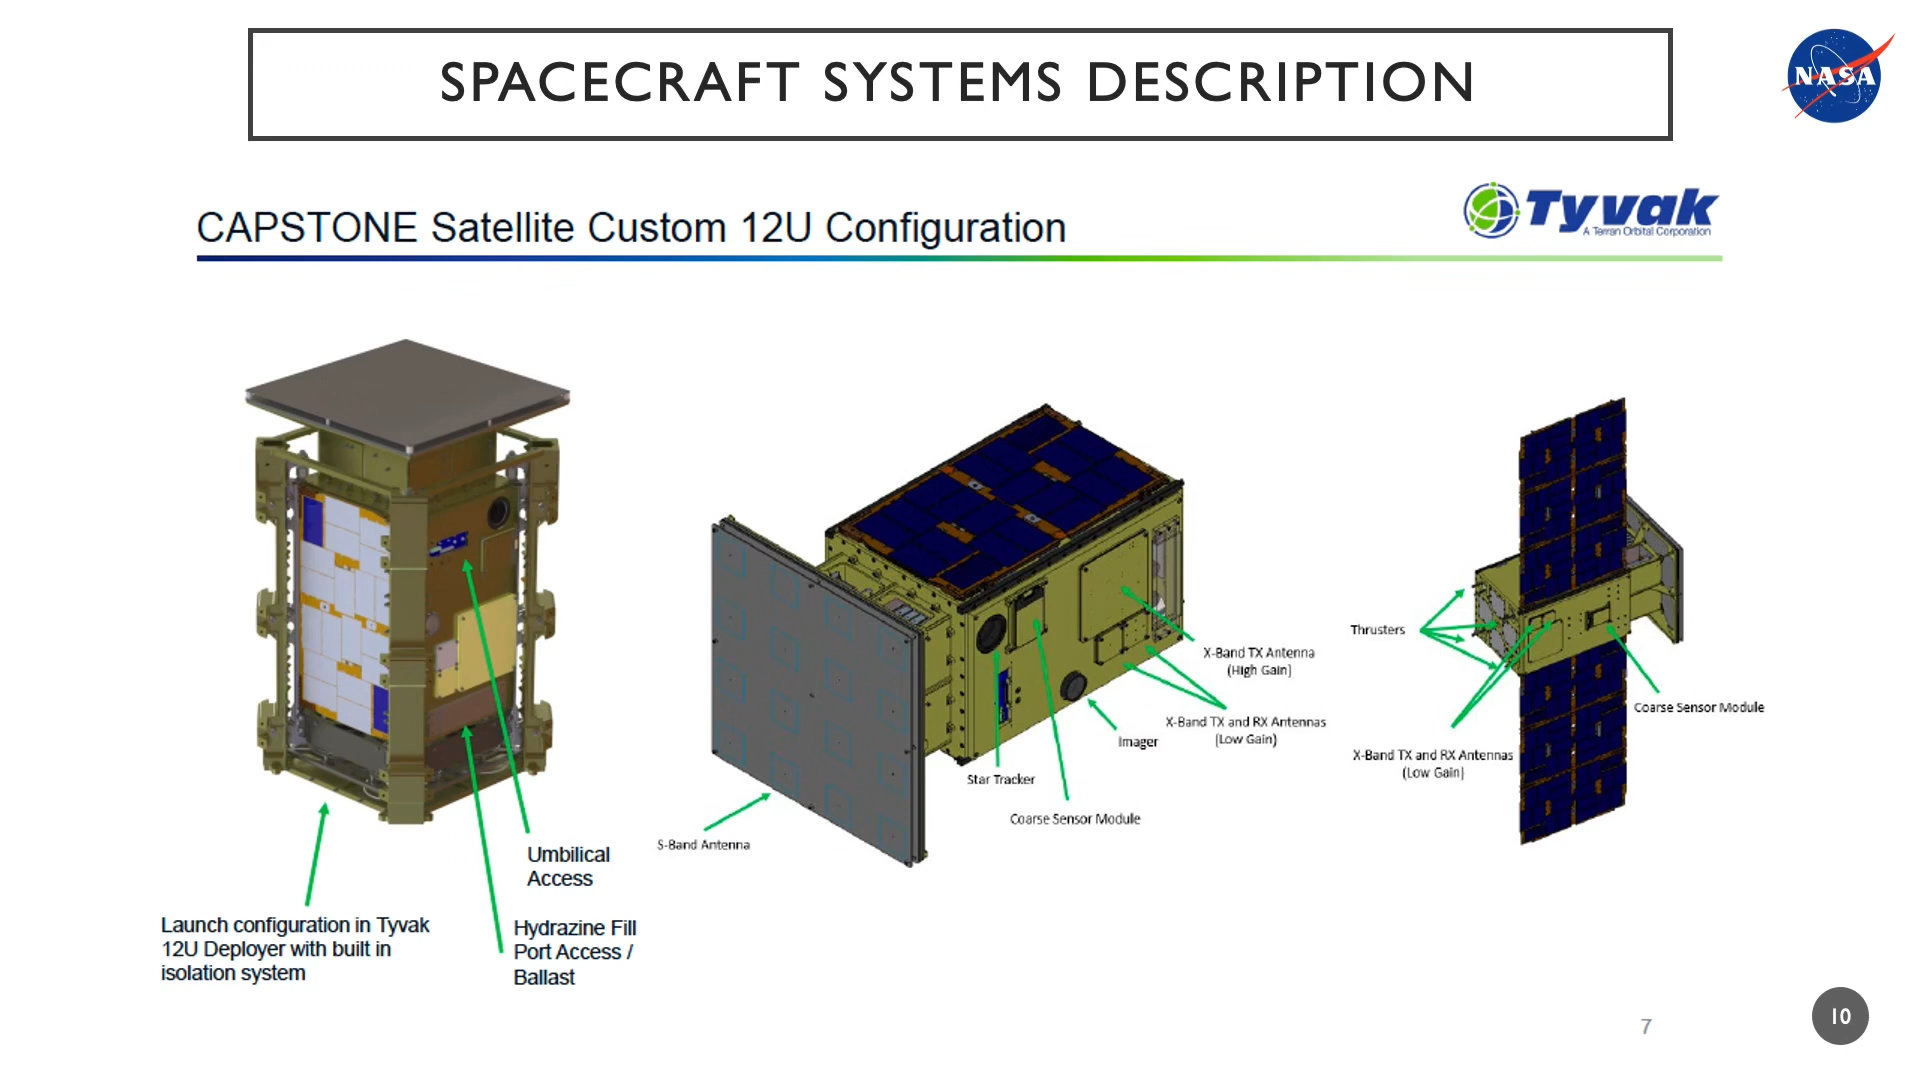 SPACECRAFT SYSTEMS DESCRIPTION
NASA
CAPSTONE Satellite Custom 12U Configuration
Tyvak
A Terran Orbital Corporation
Umbilical
Access
Launch configuration in Tyvak
12U Deployer with built in
isolation system
Hydrazine Fill
Port Access /
Ballast
S-Band Antenna
Star Tracker
Coarse Sensor Module
Imager
X-Band TX Antenna
(High Gain)
X-Band TX and RX Antennas
(Low Gain)
Thrusters
X-Band TX and RX Antennas
(Low Gain)
Coarse Sensor Module
7
10